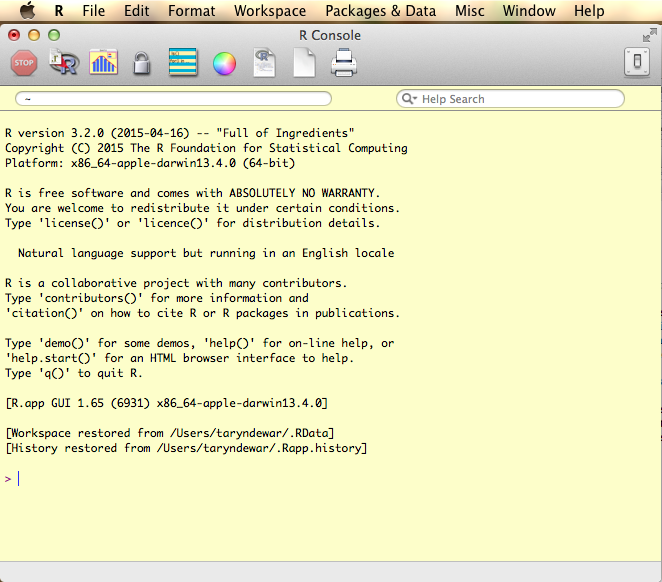 R File Edit Format Workspace Packages & Data Misc Window Help
R Console
STOP
R
R
~
Help Search
R version 3.2.0 (2015-04-16) -- "Full of Ingredients"
Copyright (C) 2015 The R Foundation for Statistical Computing
Platform: x86_64-apple-darwin13.4.0 (64-bit)
R is free software and comes with ABSOLUTELY NO WARRANTY.
You are welcome to redistribute it under certain conditions.
Type 'license()' or 'licence()' for distribution details.
Natural language support but running in an English locale
R is a collaborative project with many contributors.
Type 'contributors()' for more information and
'citation()' on how to cite R or R packages in publications.
Type 'demo()' for some demos, 'help()' for on-line help, or
'help.start()' for an HTML browser interface to help.
Type 'q()' to quit R.
[R.app GUI 1.65 (6931) x86_64-apple-darwin13.4.0]
[Workspace restored from /Users/taryndewar/.RData]
[History restored from /Users/taryndewar/.Rapp.history]
>